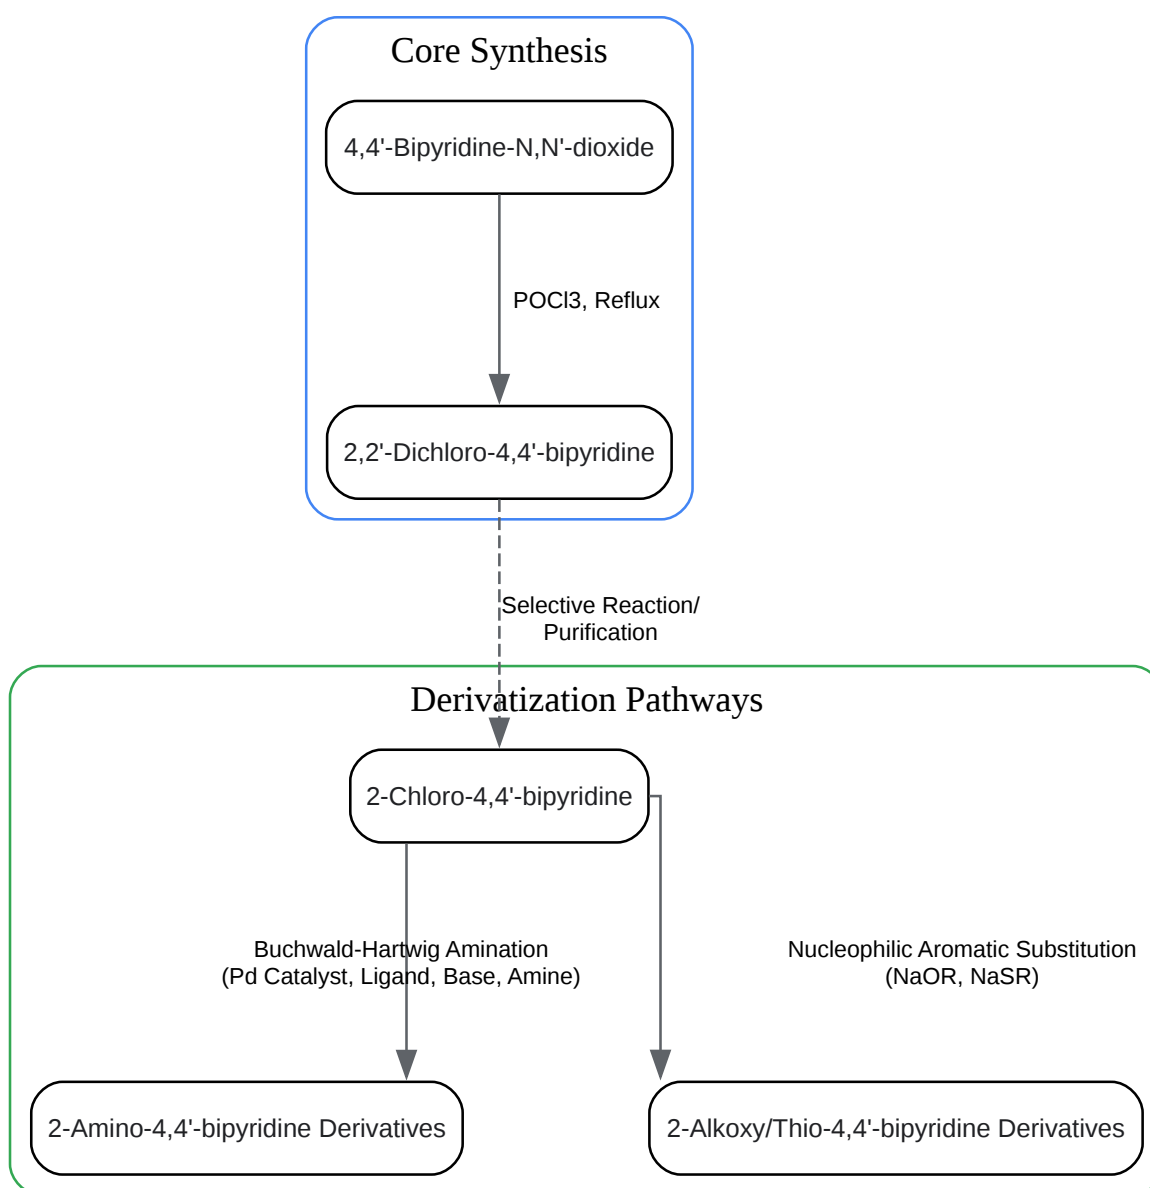 Core Synthesis
4,4'-Bipyridine-N,N'-dioxide
POCl3, Reflux
2,2'-Dichloro-4,4'-bipyridine
Selective Reaction/
Purification
Derivatization Pathways
2-Chloro-4,4'-bipyridine
Buchwald-Hartwig Amination
(Pd Catalyst, Ligand, Base, Amine)
Nucleophilic Aromatic Substitution
(NaOR, NaSR)
2-Amino-4,4'-bipyridine Derivatives
2-Alkoxy/Thio-4,4'-bipyridine Derivatives